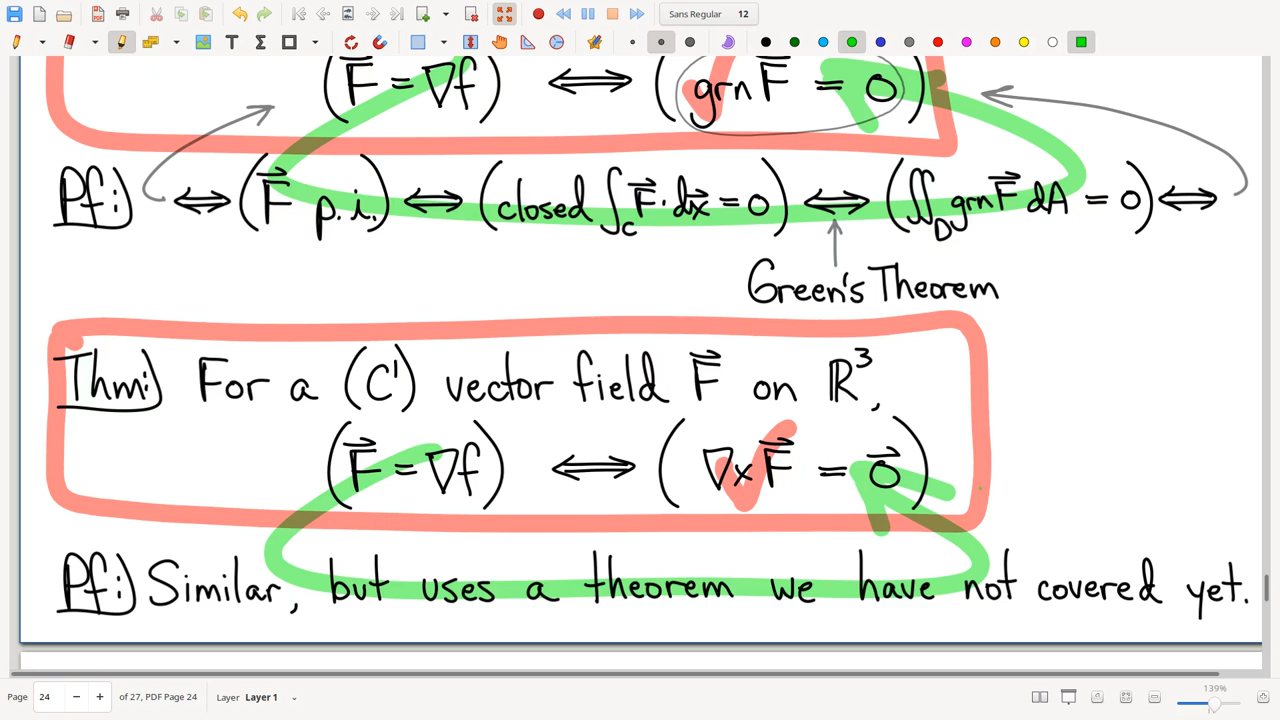 Sans Regular 12
(F⃗ = ∇f) ⟺ (grn F⃗ = 0)
Pf: ⟺ (F⃗ p.i.) ⟺ (closed ∫_C F⃗·dx⃗ = 0) ⟺ (∬_D grn F⃗ dA = 0) ⟺
Green's Theorem
Thm: For a (C¹) vector field F⃗ on ℝ³,
(F⃗ = ∇f) ⟺ (∇×F⃗ = 0⃗)
Pf: Similar, but uses a theorem we have not covered yet.
Page 24 of 27, PDF Page 24 Layer Layer 1 139%